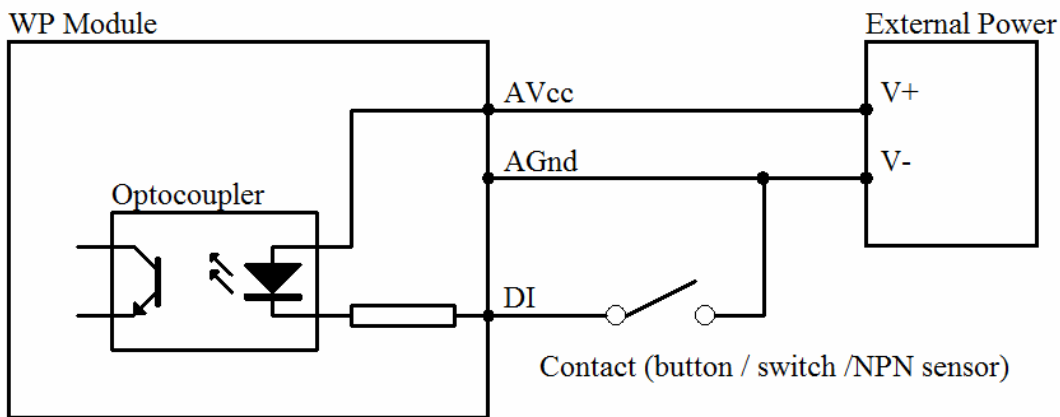 WP Module
External Power
AVcc
V+
AGnd
V-
Optocoupler
DI
Contact (button / switch /NPN sensor)